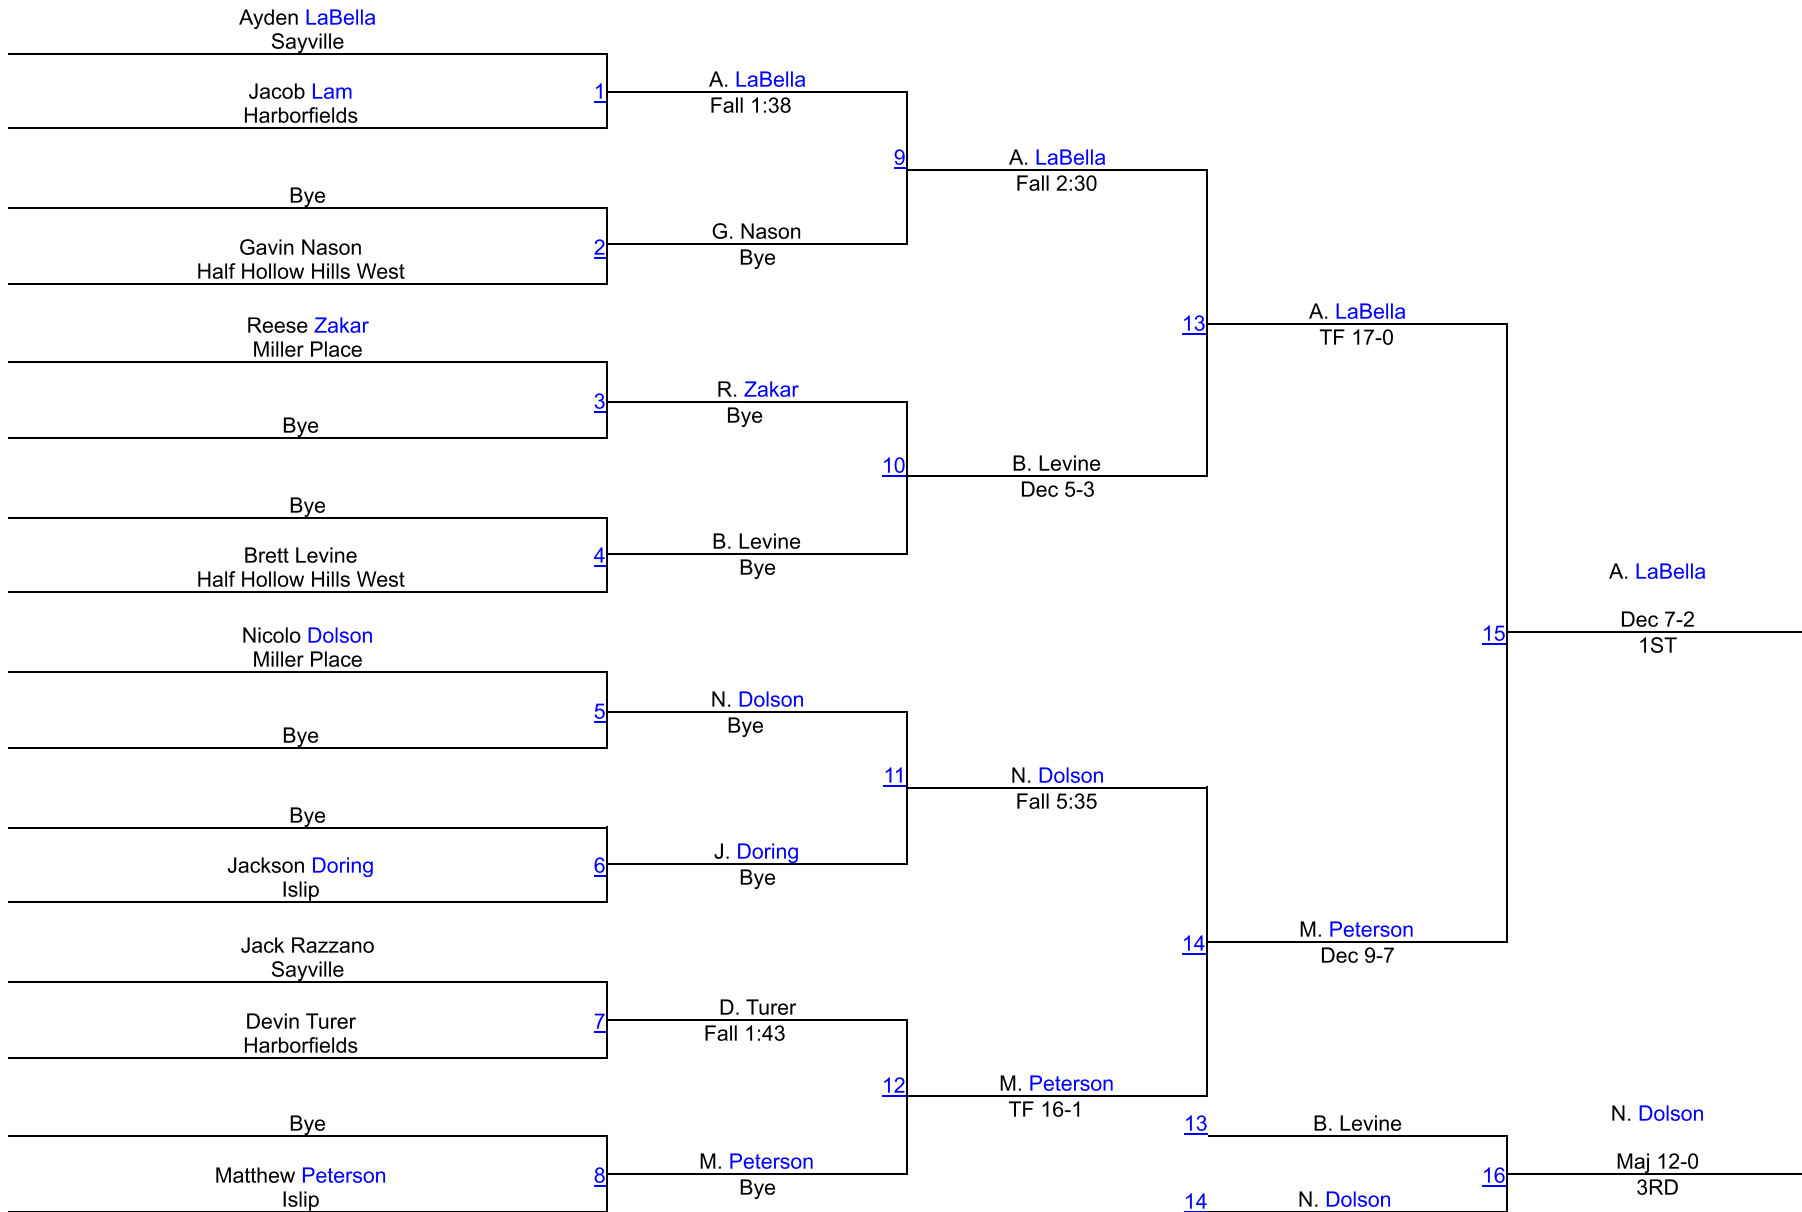 Ayden LaBella
Sayville
Jacob Lam
Harborfields
1
Bye
Gavin Nason
Half Hollow Hills West
2
Reese Zakar
Miller Place
3
Bye
Bye
Brett Levine
Half Hollow Hills West
4
Nicolo Dolson
Miller Place
5
Bye
Bye
Jackson Doring
Islip
6
Jack Razzano
Sayville
Devin Turer
Harborfields
7
Bye
Matthew Peterson
Islip
8
A. LaBella
Fall 1:38
9
G. Nason
Bye
R. Zakar
Bye
10
B. Levine
Bye
N. Dolson
Bye
11
J. Doring
Bye
D. Turer
Fall 1:43
12
M. Peterson
Bye
A. LaBella
Fall 2:30
13
B. Levine
Dec 5-3
N. Dolson
Fall 5:35
14
M. Peterson
TF 16-1
A. LaBella
TF 17-0
15
M. Peterson
Dec 9-7
A. LaBella
Dec 7-2
1ST
13
B. Levine
14
N. Dolson
16
N. Dolson
Maj 12-0
3RD